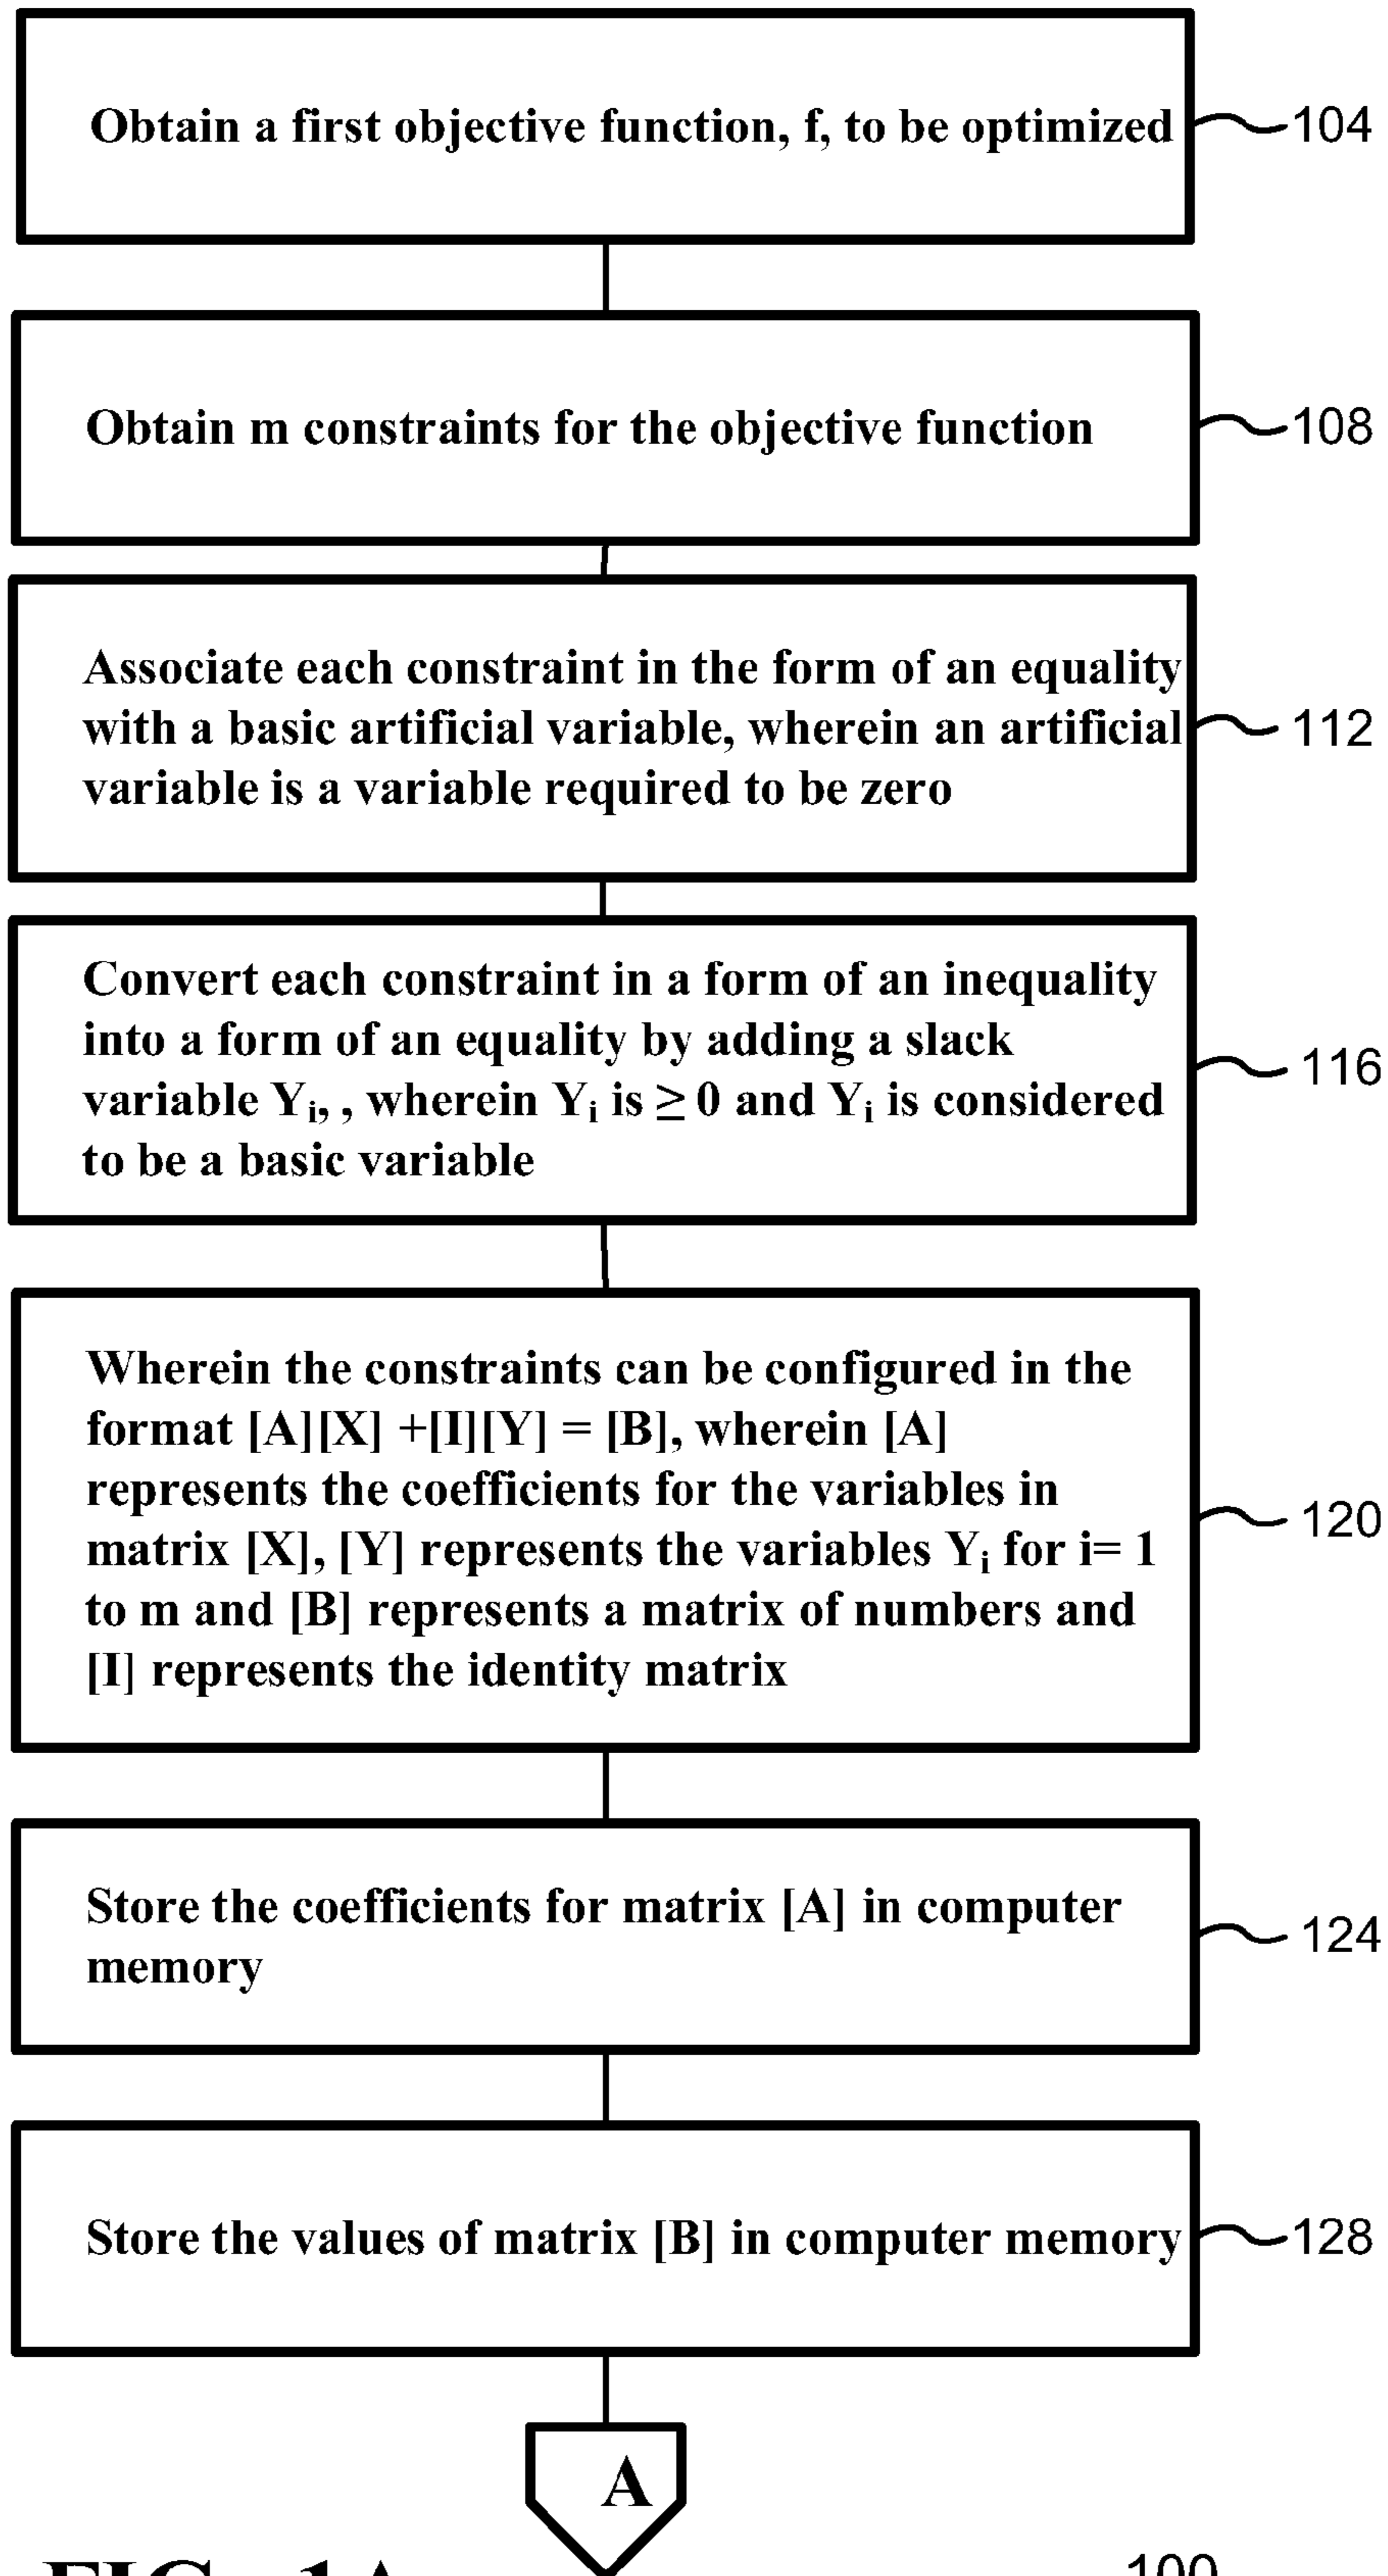 Obtain a first objective function, f, to be optimized
104
Obtain m constraints for the objective function
108
Associate each constraint in the form of an equality
with a basic artificial variable, wherein an artificial
variable is a variable required to be zero
112
Convert each constraint in a form of an inequality
into a form of an equality by adding a slack
variable Yi, , wherein Yi is ≥ 0 and Yi is considered
to be a basic variable
116
Wherein the constraints can be configured in the
format [A][X] +[I][Y] = [B], wherein [A]
represents the coefficients for the variables in
matrix [X], [Y] represents the variables Yi for i= 1
to m and [B] represents a matrix of numbers and
[I] represents the identity matrix
120
Store the coefficients for matrix [A] in computer
memory
124
Store the values of matrix [B] in computer memory
128
A